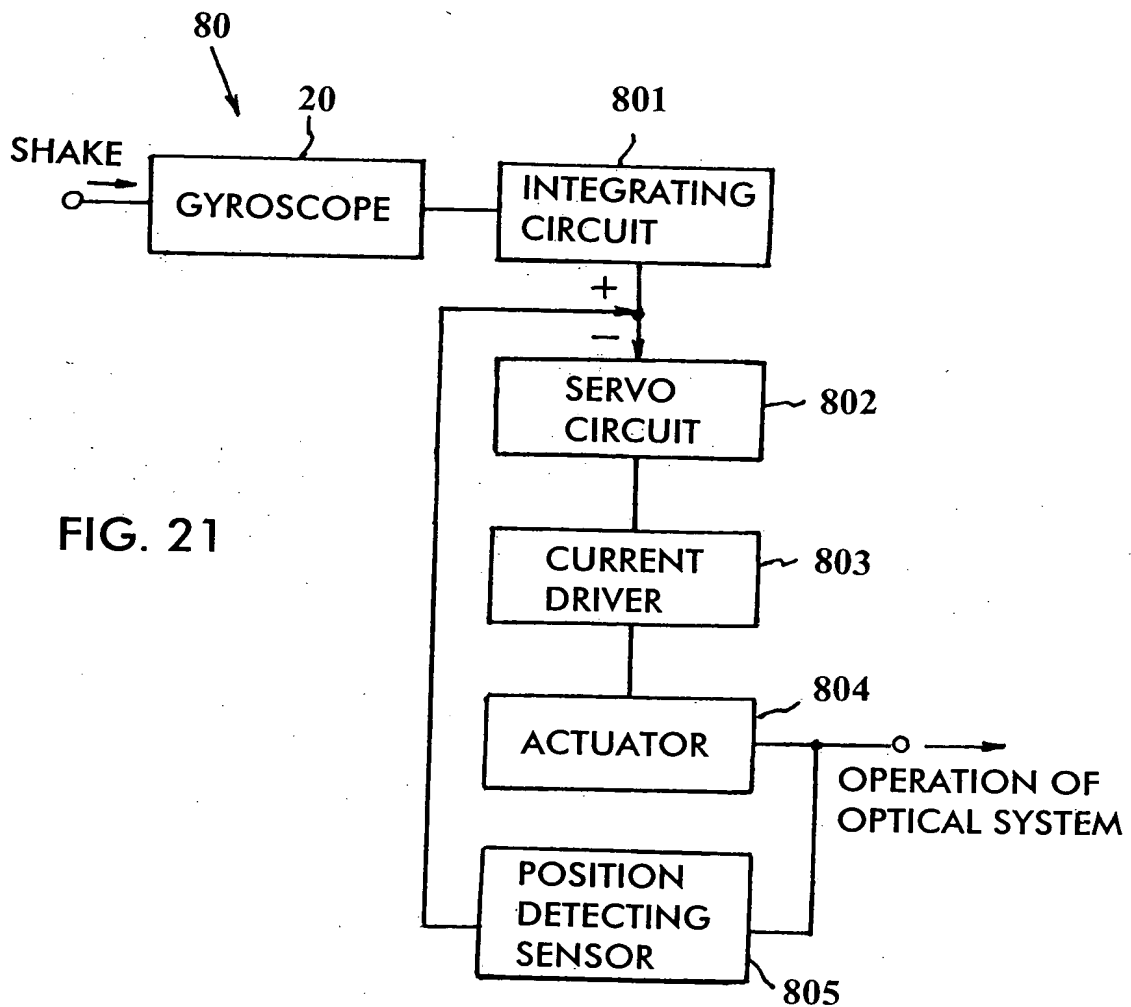 80
20
801
SHAKE
GYROSCOPE
INTEGRATING
CIRCUIT
+
−
SERVO
CIRCUIT
802
FIG. 21
CURRENT
DRIVER
803
804
ACTUATOR
OPERATION OF
OPTICAL SYSTEM
POSITION
DETECTING
SENSOR
805